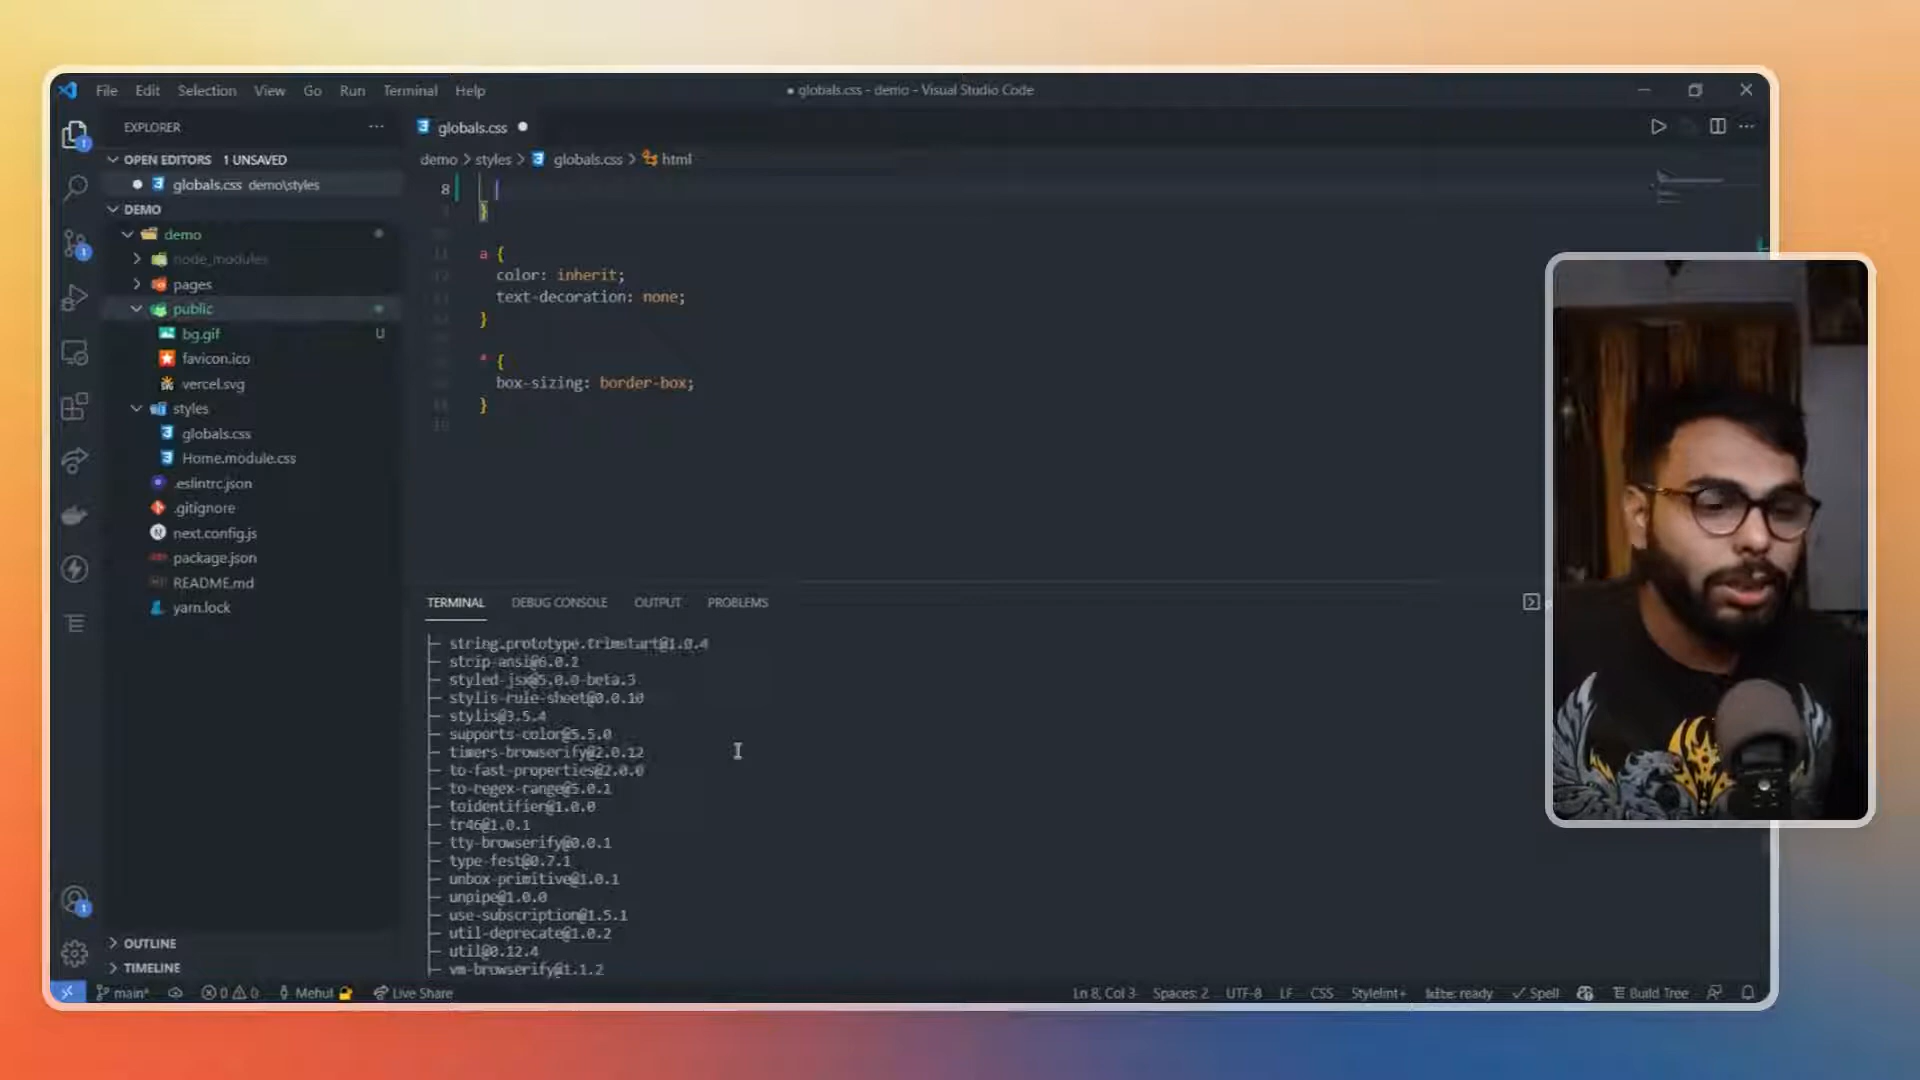 File Edit Selection View Go Run Terminal Help
● globals.css - demo - Visual Studio Code
EXPLORER
globals.css
OPEN EDITORS 1 UNSAVED
demo > styles > globals.css > html
globals.css demo\styles
8
DEMO
}
demo
a {
node_modules
color: inherit;
pages
text-decoration: none;
public
}
bg.gif U
favicon.ico
* {
vercel.svg
box-sizing: border-box;
styles
}
globals.css
Home.module.css
.eslintrc.json
.gitignore
next.config.js
package.json
README.md
yarn.lock
TERMINAL DEBUG CONSOLE OUTPUT PROBLEMS
├─ string.prototype.trimstart@1.0.4
├─ strip-ansi@6.0.2
├─ styled-jsx@5.0.0-beta.3
├─ stylis-rule-sheet@0.0.10
├─ stylis@3.5.4
├─ supports-color@5.5.0
├─ timers-browserify@2.0.12
├─ to-fast-properties@2.0.0
├─ to-regex-range@5.0.1
├─ toidentifier@1.0.0
├─ tr46@1.0.1
├─ tty-browserify@0.0.1
├─ type-fest@0.7.1
├─ unbox-primitive@1.0.1
├─ unpipe@1.0.0
├─ use-subscription@1.5.1
├─ util-deprecate@1.0.2
├─ util@0.12.4
├─ vm-browserify@1.1.2
OUTLINE
TIMELINE
main* 0 0 Mehul Live Share Ln 8, Col 3 Spaces: 2 UTF-8 LF CSS Stylelint+ kite: ready Spell Build Tree